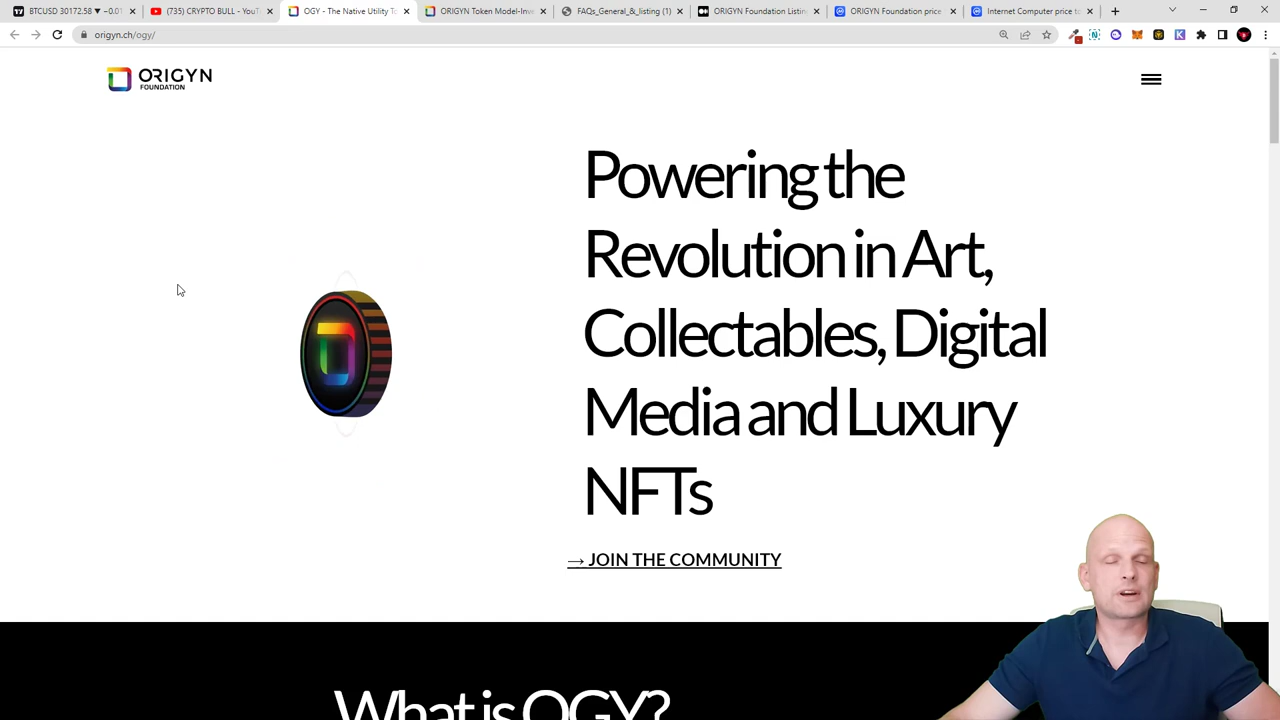 BTCUSD 30172.58 ▼ −0.01
(735) CRYPTO BULL - YouT
OGY - The Native Utility To
ORIGYN Token Model-Inv
FAQs_General_&_listing (1)
ORIGYN Foundation Listin
ORIGYN Foundation price
Internet Computer price to
origyn.ch/ogy/
ORIGYN
FOUNDATION
Powering the
Revolution in Art,
Collectables, Digital
Media and Luxury
NFTs
→ JOIN THE COMMUNITY
What is OGY?